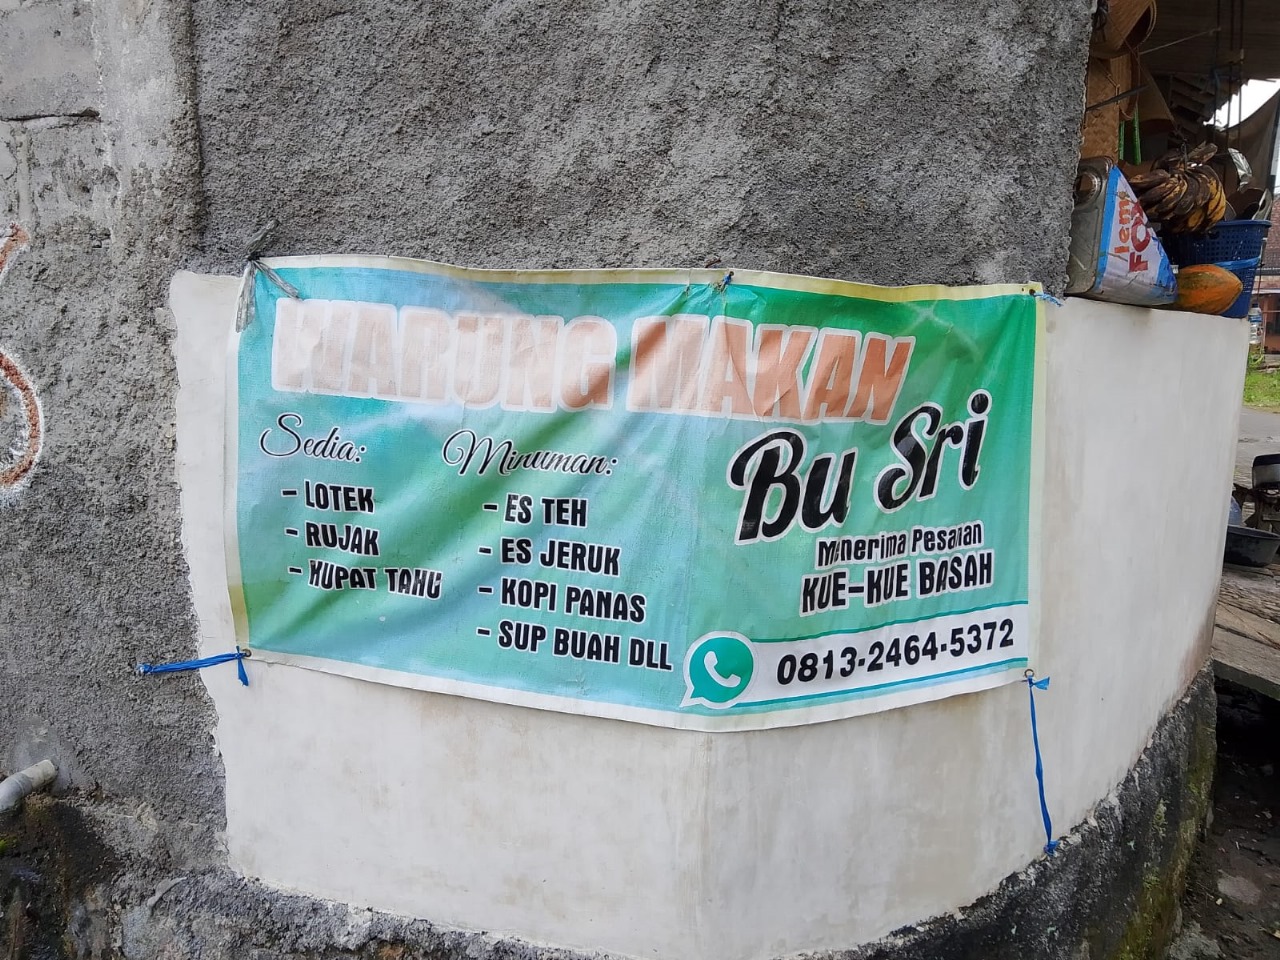 WARUNG MAKAN
Bu Sri
Sedia:
- LOTEK
- RUJAK
- KUPAT TAHU
Minuman:
- ES TEH
- ES JERUK
- KOPI PANAS
- SUP BUAH DLL
Menerima Pesanan
KUE-KUE BASAH
0813-2464-5372